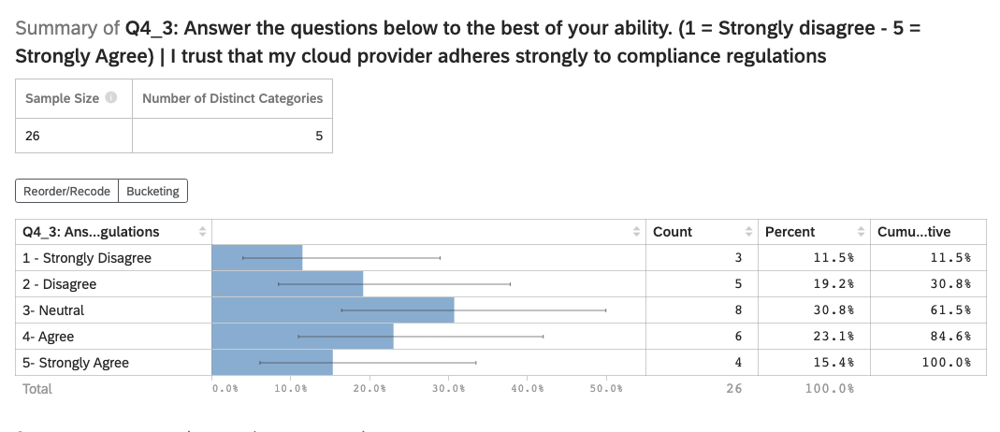 Summary of Q4_3: Answer the questions below to the best of your ability. (1 = Strongly disagree - 5 =
Strongly Agree) | I trust that my cloud provider adheres strongly to compliance regulations
Sample Size Number of Distinct Categories
26 5
Reorder/Recode Bucketing
Q4_3: Ans...gulations Count Percent Cumu...tive
1 - Strongly Disagree 3 11.5% 11.5%
2 - Disagree 5 19.2% 30.8%
3- Neutral 8 30.8% 61.5%
4- Agree 6 23.1% 84.6%
5- Strongly Agree 4 15.4% 100.0%
Total 0.0% 10.0% 20.0% 30.0% 40.0% 50.0% 26 100.0%